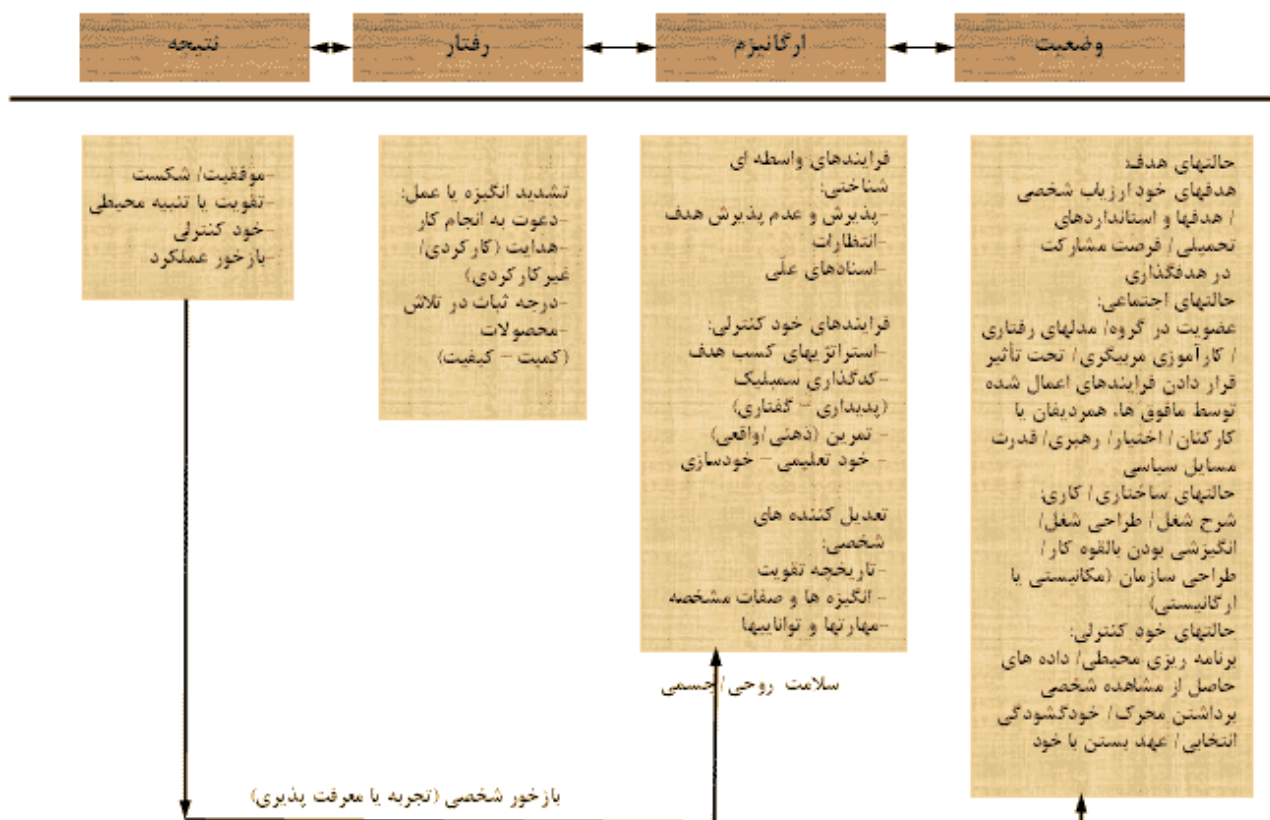 وضعیت
ارگانیزم
رفتار
نتیجه
حالتهای هدف:
هدفهای خود ارزیاب شخصی
/ هدفها و استانداردهای
تحمیلی/ فرصت مشارکت
در هدفگذاری
حالتهای اجتماعی:
عضویت در گروه/ مدلهای رفتاری
/ کارآموزی مربیگری/ تحت تأثیر
قرار دادن فرایندهای اعمال شده
توسط مافوق ها، همردیفان یا
کارکنان/ اختیار/ رهبری/ قدرت
مسایل سیاسی
حالتهای ساختاری/ کاری:
شرح شغل/ طراحی شغل/
انگیزشی بودن بالقوه کار/
طراحی سازمان (مکانیستی یا
ارگانیستی)
حالتهای خود کنترلی:
برنامه ریزی محیطی/ داده های
حاصل از مشاهده شخصی
برداشتن محرک/ خودگشودگی
انتخابی/ عهد بستن با خود
فرایندهای واسطه ای
شناختی:
-پذیرش و عدم پذیرش هدف
-انتظارات
-اسنادهای علّی
فرایندهای خود کنترلی:
-استراتژیهای کسب هدف
-کدگذاری سمبلیک
(پدیداری – گفتاری)
- تمرین (ذهنی/واقعی)
- خود تعلیمی – خودسازی
تعدیل کننده های
شخصی:
-تاریخچه تقویت
- انگیزه ها و صفات مشخصه
-مهارتها و تواناییها
تشدید انگیزه یا عمل:
-دعوت به انجام کار
-هدایت (کارکردی/
غیرکارکردی)
-درجه ثبات در تلاش
-محصولات
(کمیت – کیفیت)
-موفقیت/ شکست
-تقویت یا تنبیه محیطی
-خود کنترلی
-بازخور عملکرد
سلامت روحی/جسمی
بازخور شخصی (تجربه یا معرفت پذیری)